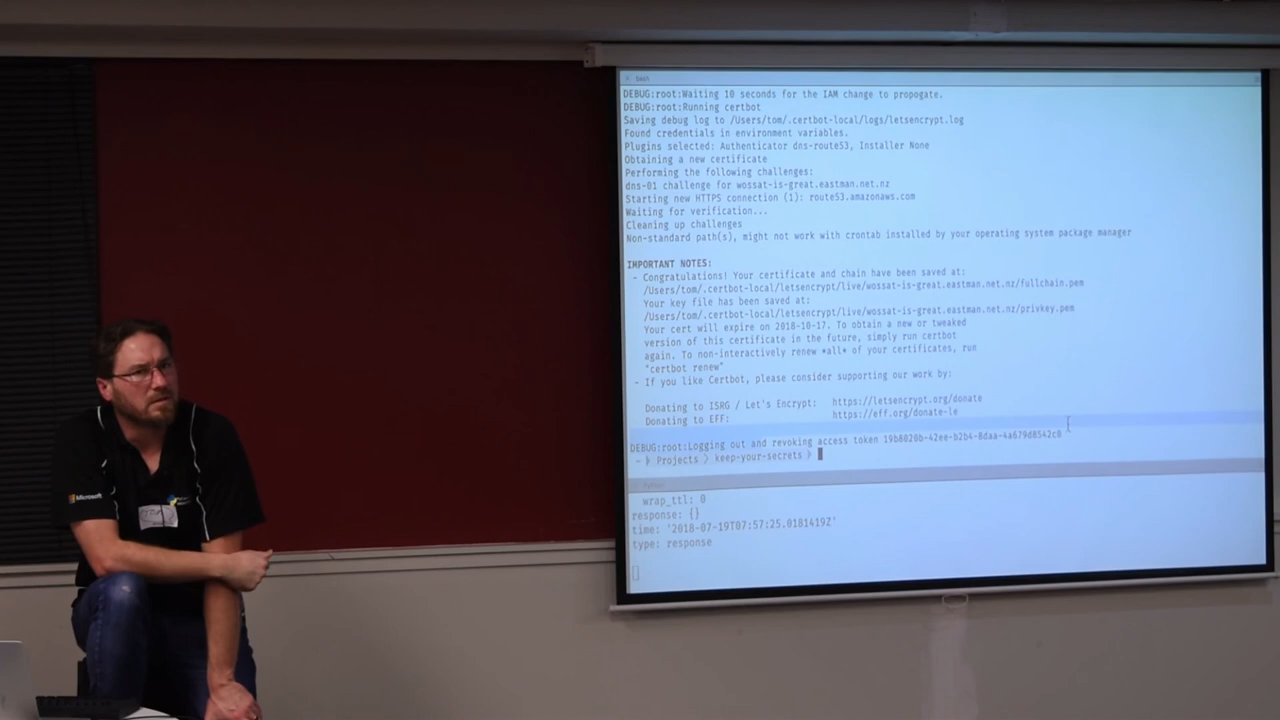 bash
DEBUG:root:Waiting 10 seconds for the IAM change to propogate.
DEBUG:root:Running certbot
Saving debug log to /Users/tom/.certbot-local/logs/letsencrypt.log
Found credentials in environment variables.
Plugins selected: Authenticator dns-route53, Installer None
Obtaining a new certificate
Performing the following challenges:
dns-01 challenge for wossat-is-great.eastman.net.nz
Starting new HTTPS connection (1): route53.amazonaws.com
Waiting for verification...
Cleaning up challenges
Non-standard path(s), might not work with crontab installed by your operating system package manager
IMPORTANT NOTES:
- Congratulations! Your certificate and chain have been saved at:
/Users/tom/.certbot-local/letsencrypt/live/wossat-is-great.eastman.net.nz/fullchain.pem
Your key file has been saved at:
/Users/tom/.certbot-local/letsencrypt/live/wossat-is-great.eastman.net.nz/privkey.pem
Your cert will expire on 2018-10-17. To obtain a new or tweaked
version of this certificate in the future, simply run certbot
again. To non-interactively renew *all* of your certificates, run
"certbot renew"
- If you like Certbot, please consider supporting our work by:
Donating to ISRG / Let's Encrypt: https://letsencrypt.org/donate
Donating to EFF: https://eff.org/donate-le
DEBUG:root:Logging out and revoking access token 19b8020b-42ee-b2b4-8daa-4a679d8542c0
~ Projects keep-your-secrets
Python
wrap_ttl: 0
response: {}
time: '2018-07-19T07:57:25.0181419Z'
type: response
Microsoft